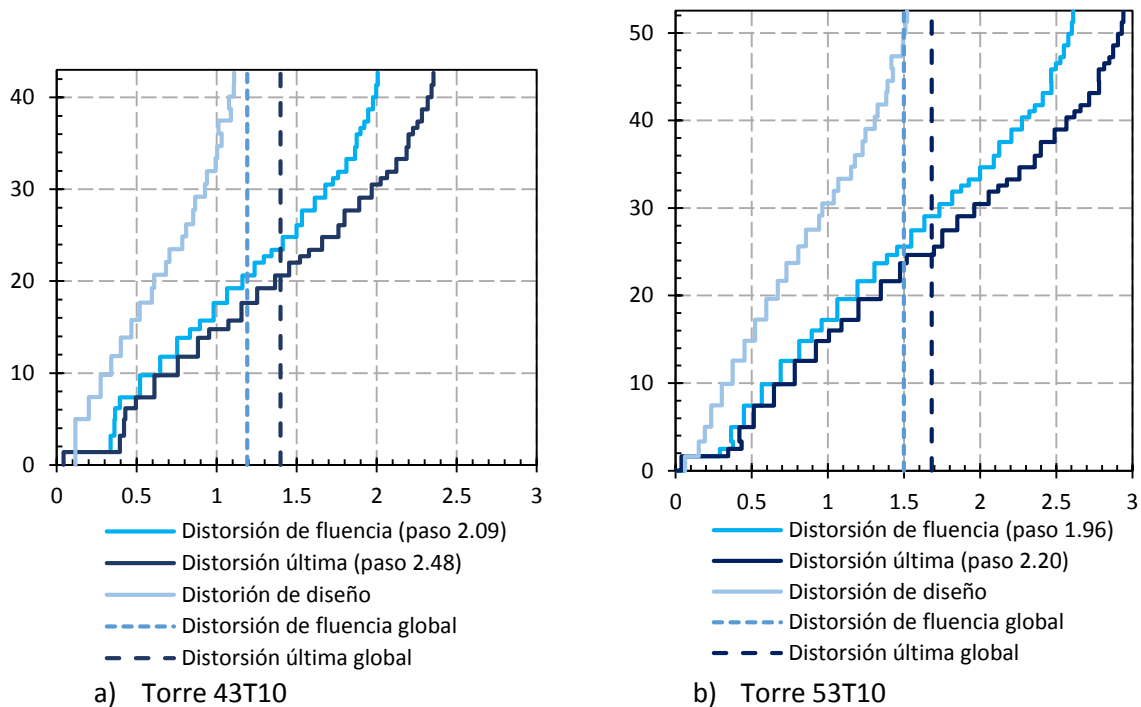 40
30
20
10
0
0 0.5 1 1.5 2 2.5 3
Distorsión de fluencia (paso 2.09)
Distorsión última (paso 2.48)
Distorión de diseño
Distorsión de fluencia global
Distorsión última global
a) Torre 43T10
50
40
30
20
10
0
0 0.5 1 1.5 2 2.5 3
Distorsión de fluencia (paso 1.96)
Distorsión última (paso 2.20)
Distorsión de diseño
Distorsión de fluencia global
Distorsión última global
b) Torre 53T10